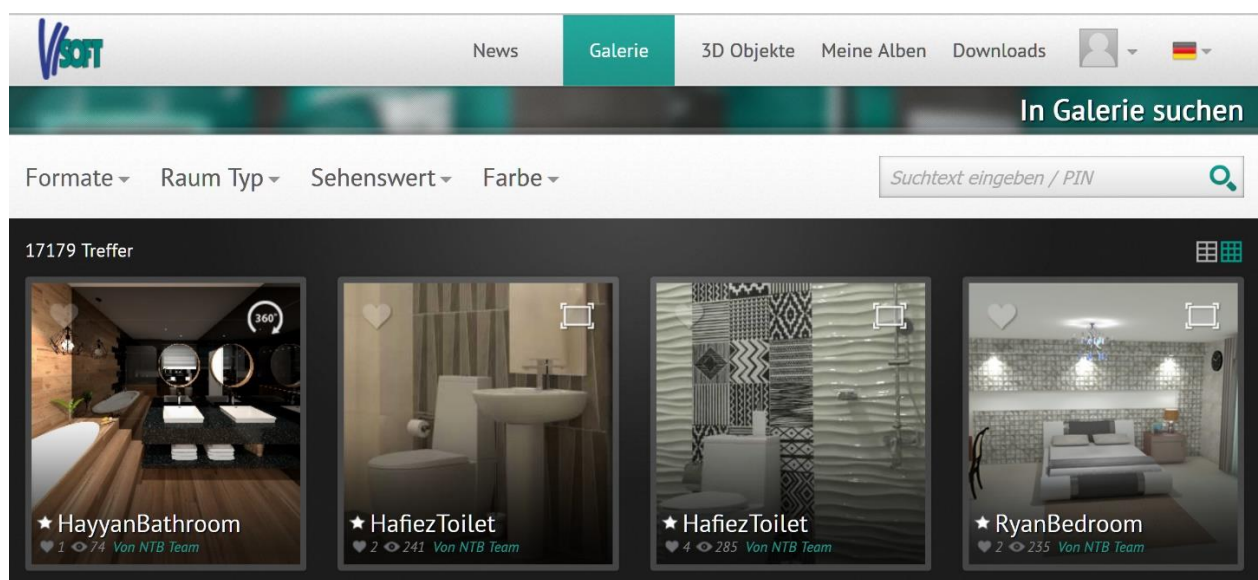 VISOFT
News Galerie 3D Objekte Meine Alben Downloads
In Galerie suchen
Formate Raum Typ Sehenswert Farbe Suchtext eingeben / PIN
17179 Treffer
360°
HayyanBathroom HafiezToilet HafiezToilet RyanBedroom
1 74 Von NTB Team 2 241 Von NTB Team 4 285 Von NTB Team 2 235 Von NTB Team